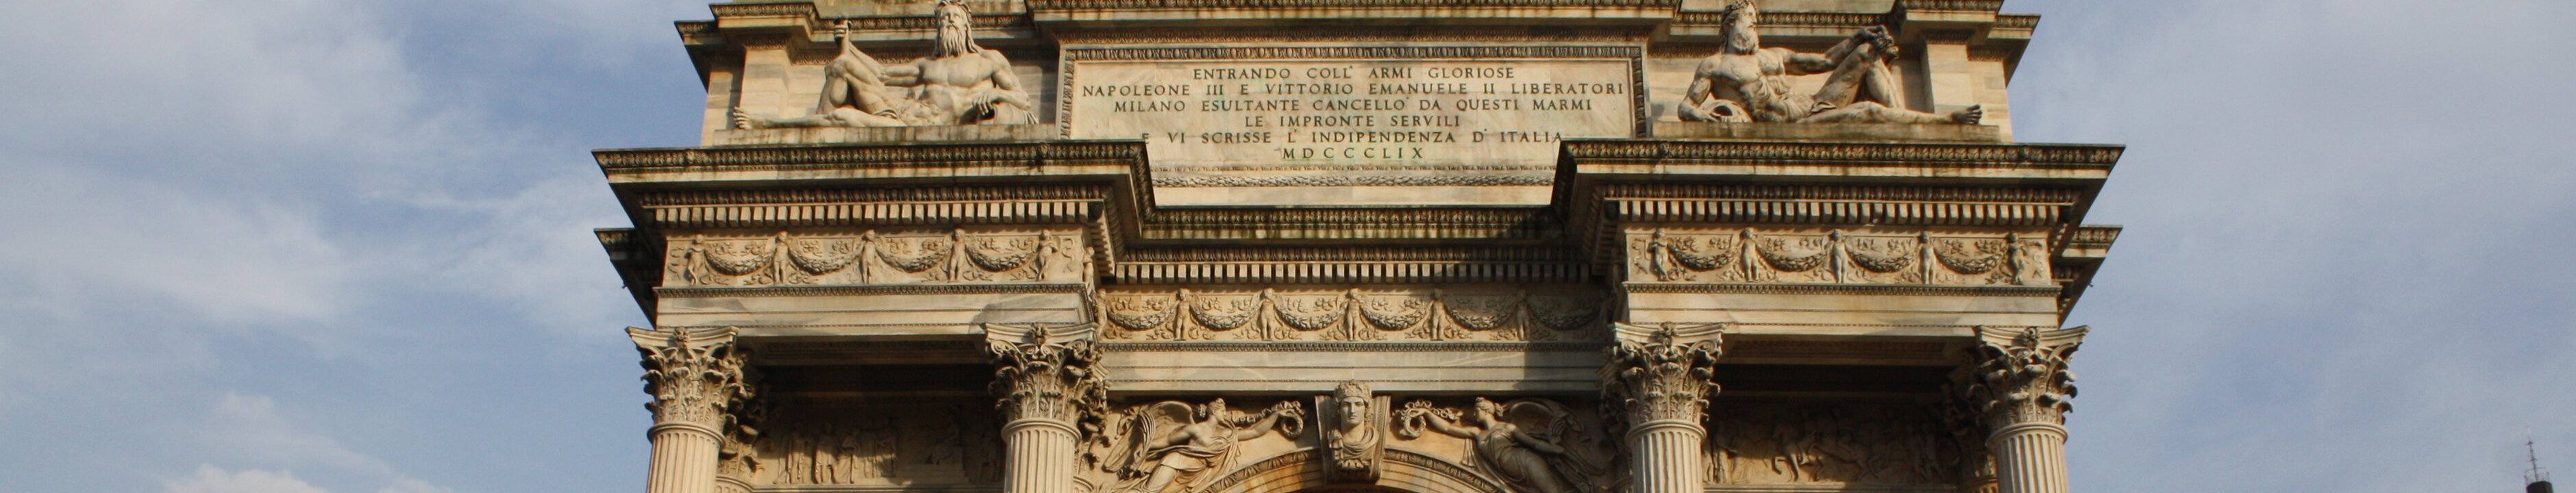 ENTRANDO COLL' ARMI GLORIOSE
NAPOLEONE III E VITTORIO EMANUELE II LIBERATORI
MILANO ESULTANTE CANCELLO' DA QUESTI MARMI
LE IMPRONTE SERVILI
E VI SCRISSE L' INDIPENDENZA D' ITALIA
MDCCCLIX